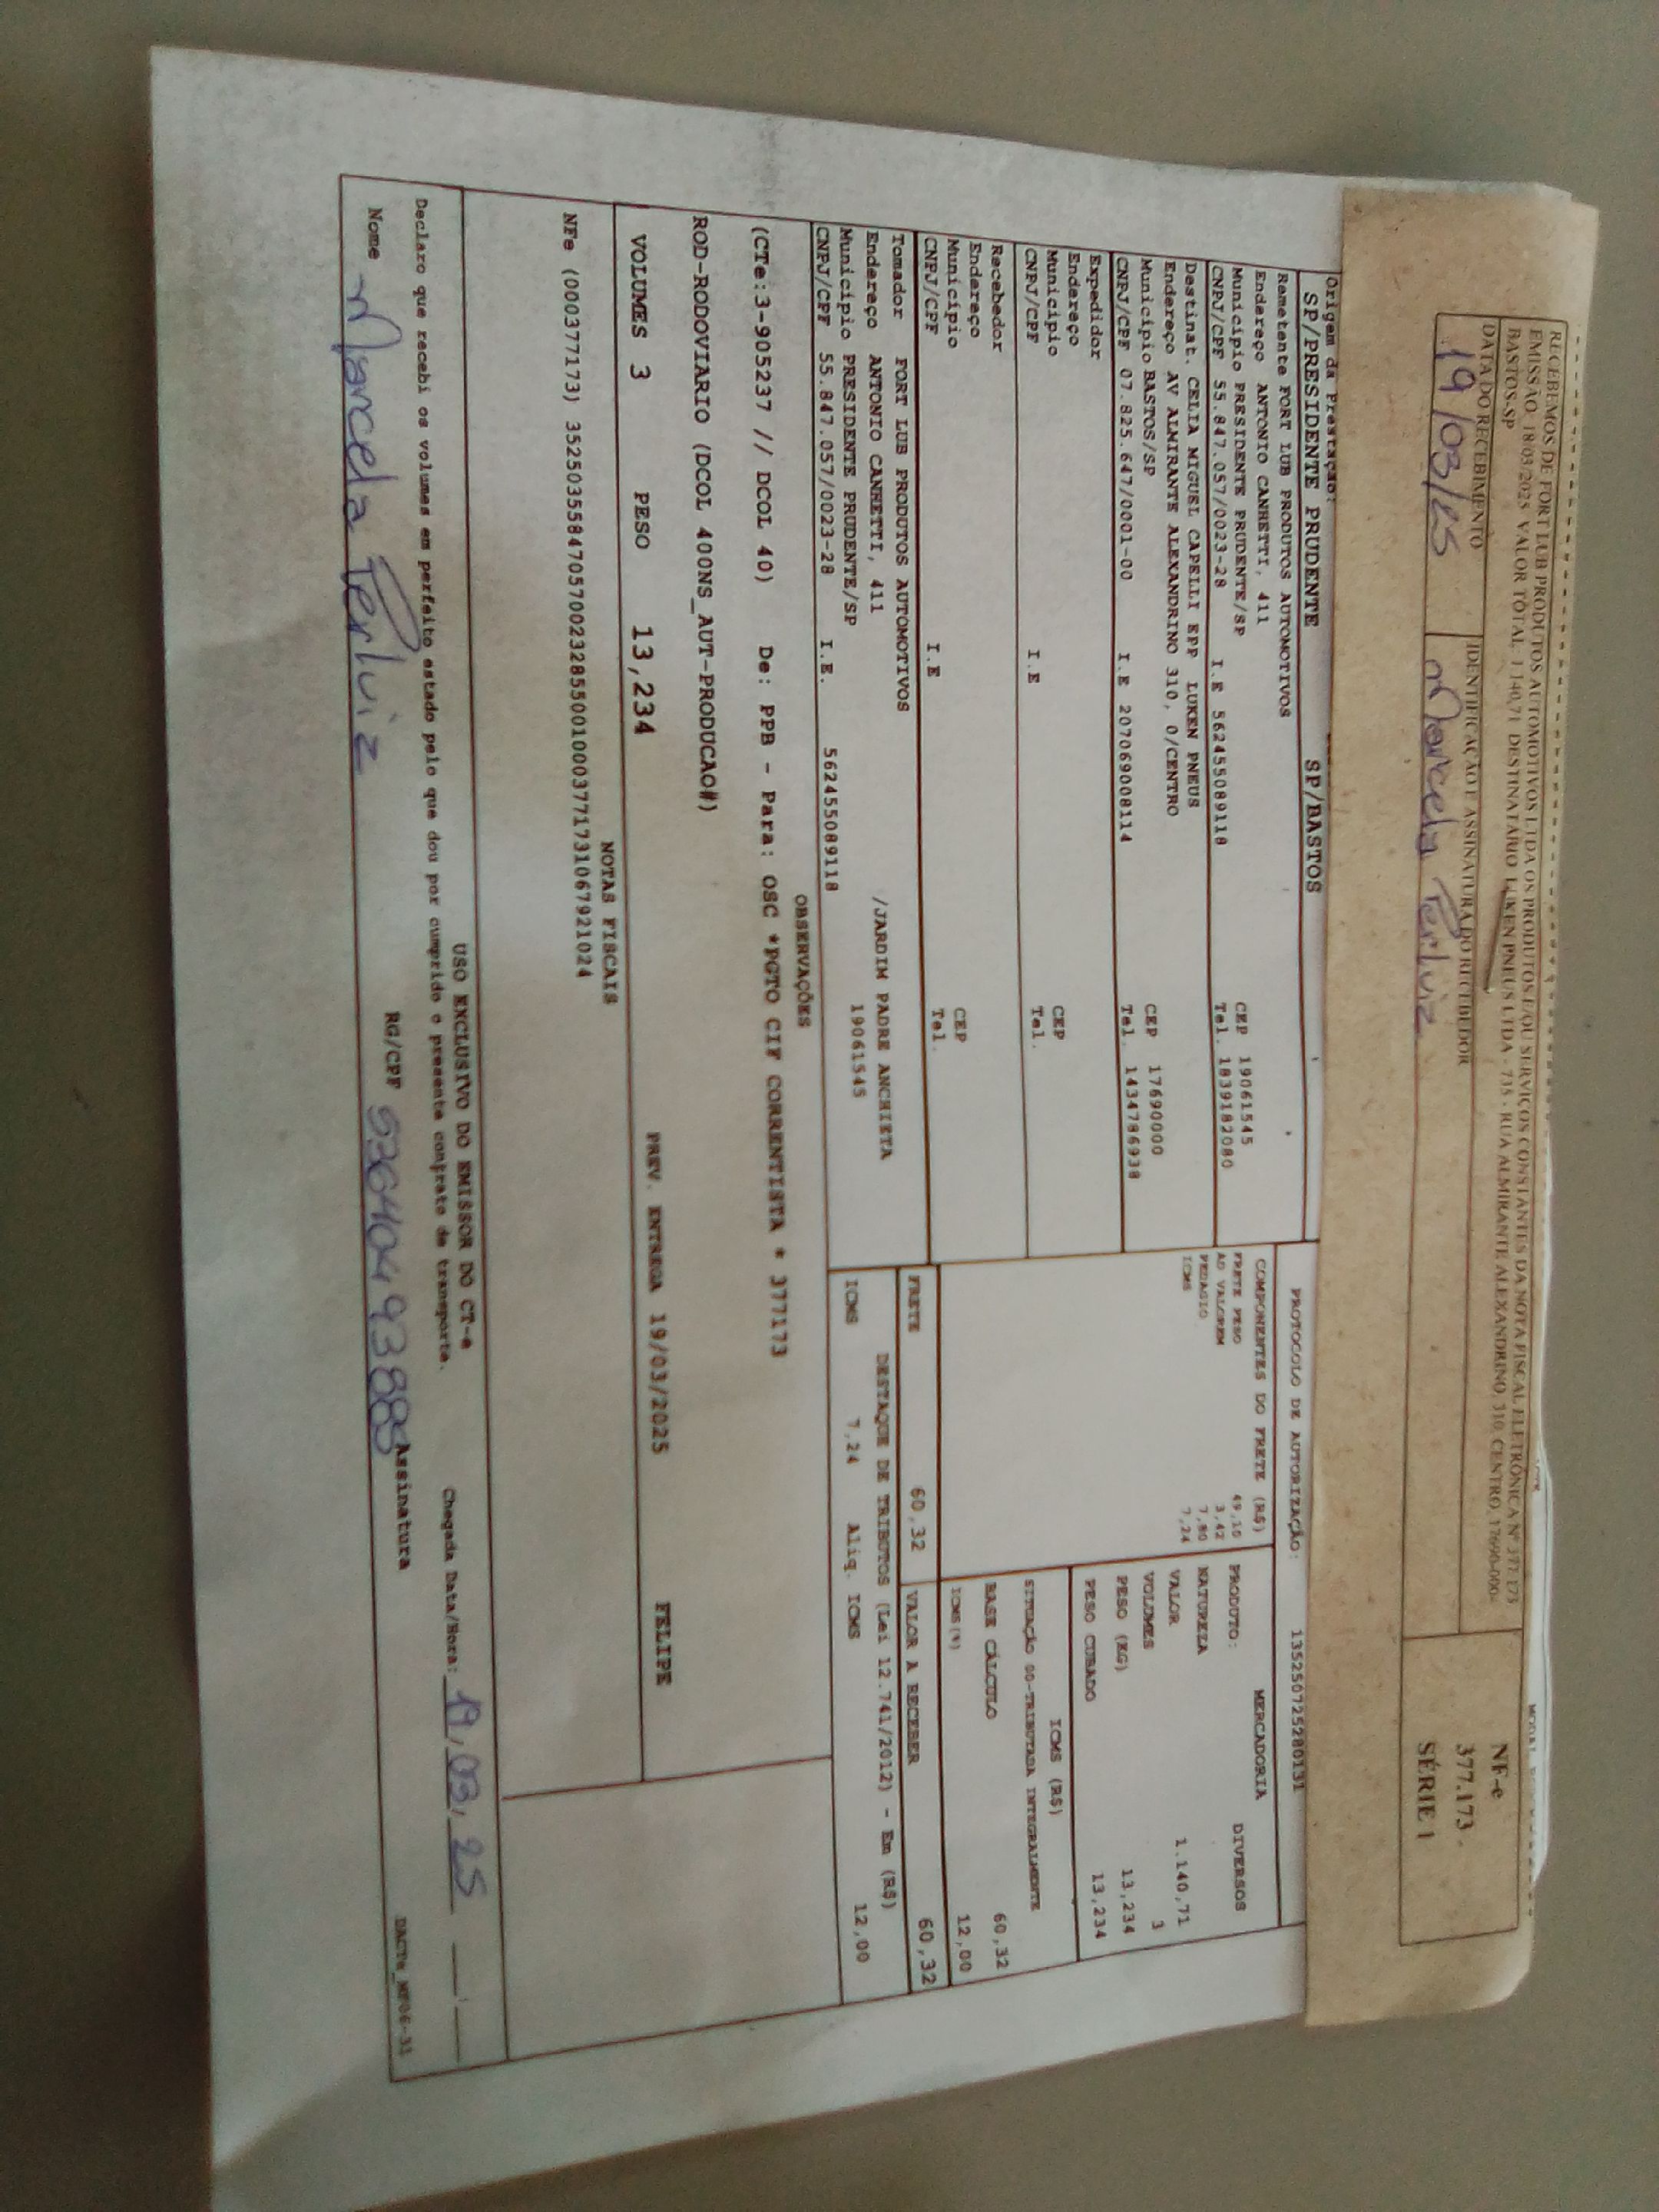 RECEBEMOS DE FORT LUB PRODUTOS AUTOMOTIVOS LTDA OS PRODUTOS E/OU SERVIÇOS CONSTANTES DA NOTA FISCAL ELETRÔNICA Nº 377.173
EMISSÃO: 18/03/2025 VALOR TOTAL: 1.140,71 DESTINATÁRIO: LUKEN PNEUS LTDA - 735 - RUA ALMIRANTE ALEXANDRINO, 310, CENTRO, 17690-000-
BASTOS-SP
DATA DO RECEBIMENTO
IDENTIFICAÇÃO E ASSINATURA DO RECEBEDOR
19/03/25
Marcela Perluiz
NF-e
377.173
SÉRIE 1
Origem da Prestação:
SP/PRESIDENTE PRUDENTE SP/BASTOS
PROTOCOLO DE AUTORIZAÇÃO: 135250725280131
Remetente FORT LUB PRODUTOS AUTOMOTIVOS
Endereço ANTONIO CANHETTI, 411
Município PRESIDENTE PRUDENTE/SP CEP 19061545
CNPJ/CPF 55.847.057/0023-28 I.E 562455089118 Tel. 1839182080
Destinat. CELIA MIGUEL CAPELLI EPP LUKEN PNEUS
Endereço AV ALMIRANTE ALEXANDRINO 310, 0/CENTRO
Município BASTOS/SP CEP 17690000
CNPJ/CPF 07.825.647/0001-00 I.E 207069008114 Tel. 1434786938
Expedidor
Endereço
Município CEP
CNPJ/CPF I.E Tel.
Recebedor
Endereço
Município CEP
CNPJ/CPF I.E Tel.
Tomador FORT LUB PRODUTOS AUTOMOTIVOS
Endereço ANTONIO CANHETTI, 411 /JARDIM PADRE ANCHIETA
Município PRESIDENTE PRUDENTE/SP 19061545
CNPJ/CPF 55.847.057/0023-28 I.E. 562455089118
COMPONENTES DO FRETE (R$)
FRETE PESO 49,10
AD VALOREM 3,42
PEDAGIO 7,80
ICMS 7,24
MERCADORIA
PRODUTO: DIVERSOS
NATUREZA
VALOR 1.140,71
VOLUMES 3
PESO (KG) 13,234
PESO CUBADO 13,234
ICMS (R$)
SITUAÇÃO 00-TRIBUTADA INTEGRALMENTE
BASE CÁLCULO 60,32
ICMS(%) 12,00
FRETE 60,32 VALOR A RECEBER 60,32
DESTAQUE DE TRIBUTOS (Lei 12.741/2012) - Em (R$)
ICMS 7,24 Aliq. ICMS 12,00
OBSERVAÇÕES
(CTe:3-905237 // DCOL 40) De: PPB - Para: OSC *PGTO CIF CORRENTISTA * 377173
ROD-RODOVIARIO (DCOL 400NS_AUT-PRODUCAO#)
VOLUMES 3 PESO 13,234 PREV. ENTREGA 19/03/2025 FELIPE
NOTAS FISCAIS
NFe (000377173) 35250355847057002328550010003771731067921024
USO EXCLUSIVO DO EMISSOR DO CT-e
Declaro que recebi os volumes em perfeito estado pelo que dou por cumprido o presente contrato de transporte. Chegada Data/Hora: 19,03,25
Nome Marcela Perluiz RG/CPF 53640493888 Assinatura
DACTe_MF06-31